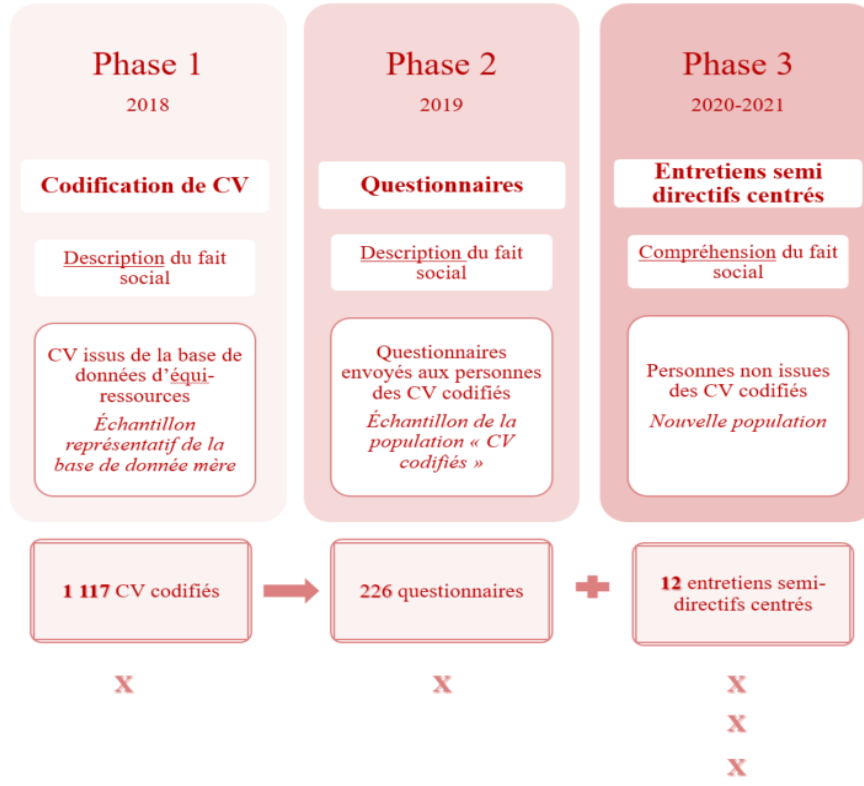 Phase 1
2018
Codification de CV
Description du fait
social
CV issus de la base de
données d'équi-
ressources
Échantillon
représentatif de la
base de donnée mère
1 117 CV codifiés
X
Phase 2
2019
Questionnaires
Description du fait
social
Questionnaires
envoyés aux personnes
des CV codifiés
Échantillon de la
population « CV
codifiés »
226 questionnaires
X
Phase 3
2020-2021
Entretiens semi
directifs centrés
Compréhension du fait
social
Personnes non issues
des CV codifiés
Nouvelle population
12 entretiens semi-
directifs centrés
X
X
X